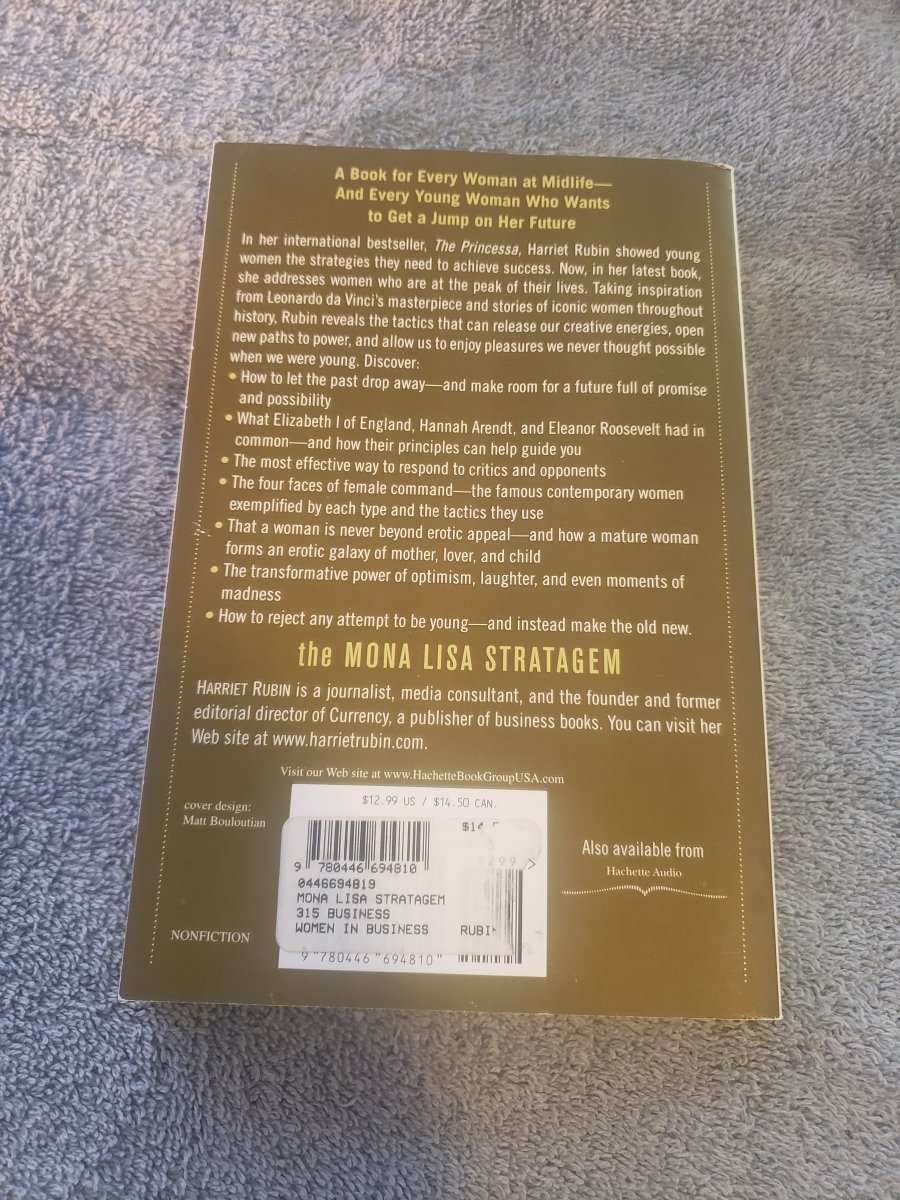 A Book for Every Woman at Midlife—
And Every Young Woman Who Wants
to Get a Jump on Her Future
In her international bestseller, The Princessa, Harriet Rubin showed young
women the strategies they need to achieve success. Now, in her latest book,
she addresses women who are at the peak of their lives. Taking inspiration
from Leonardo da Vinci's masterpiece and stories of iconic women throughout
history, Rubin reveals the tactics that can release our creative energies, open
new paths to power, and allow us to enjoy pleasures we never thought possible
when we were young. Discover:
• How to let the past drop away—and make room for a future full of promise
and possibility
• What Elizabeth I of England, Hannah Arendt, and Eleanor Roosevelt had in
common—and how their principles can help guide you
• The most effective way to respond to critics and opponents
• The four faces of female command—the famous contemporary women
exemplified by each type and the tactics they use
• That a woman is never beyond erotic appeal—and how a mature woman
forms an erotic galaxy of mother, lover, and child
• The transformative power of optimism, laughter, and even moments of
madness
• How to reject any attempt to be young—and instead make the old new.
the MONA LISA STRATAGEM
HARRIET RUBIN is a journalist, media consultant, and the founder and former
editorial director of Currency, a publisher of business books. You can visit her
Web site at www.harrietrubin.com.
Visit our Web site at www.HachetteBookGroupUSA.com
cover design:
Matt Bouloutian
$12.99 US / $14.50 CAN.
9 780446 694810
0446694819
MONA LISA STRATAGEM
315 BUSINESS
WOMEN IN BUSINESS
9 780446 694810
Also available from
Hachette Audio
NONFICTION